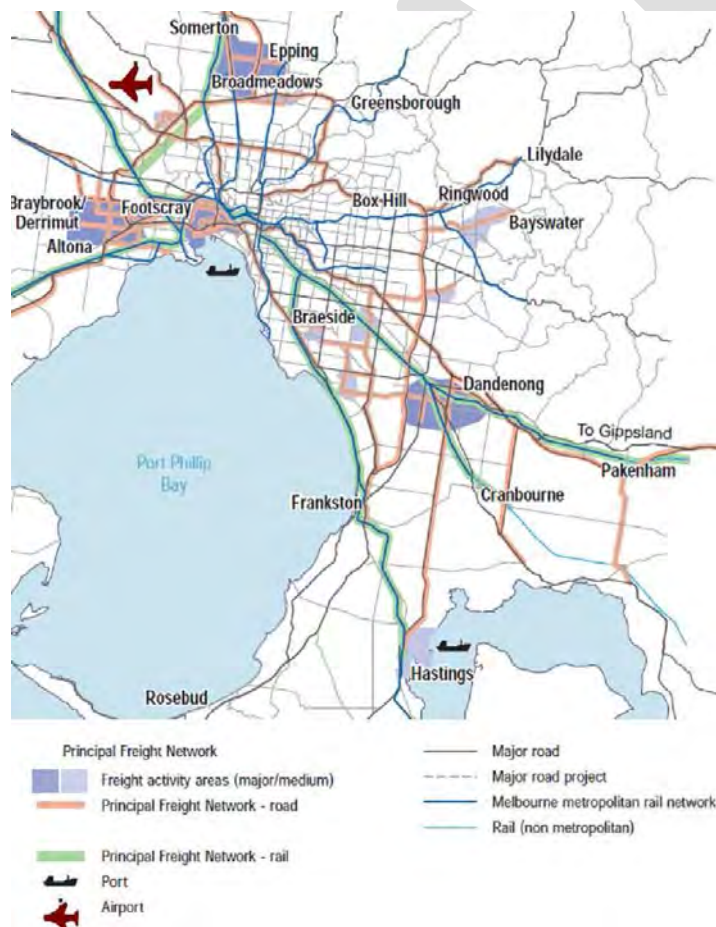 Somerton
Epping
Broadmeadows
Greensborough
Lilydale
Ringwood
Box Hill
Bayswater
Braybrook/
Derrimut
Footscray
Altona
Braeside
Dandenong
To Gippsland
Pakenham
Port Phillip
Bay
Cranbourne
Frankston
Hastings
Rosebud
Principal Freight Network
Freight activity areas (major/medium)
Principal Freight Network - road
Principal Freight Network - rail
Port
Airport
Major road
Major road project
Melbourne metropolitan rail network
Rail (non metropolitan)